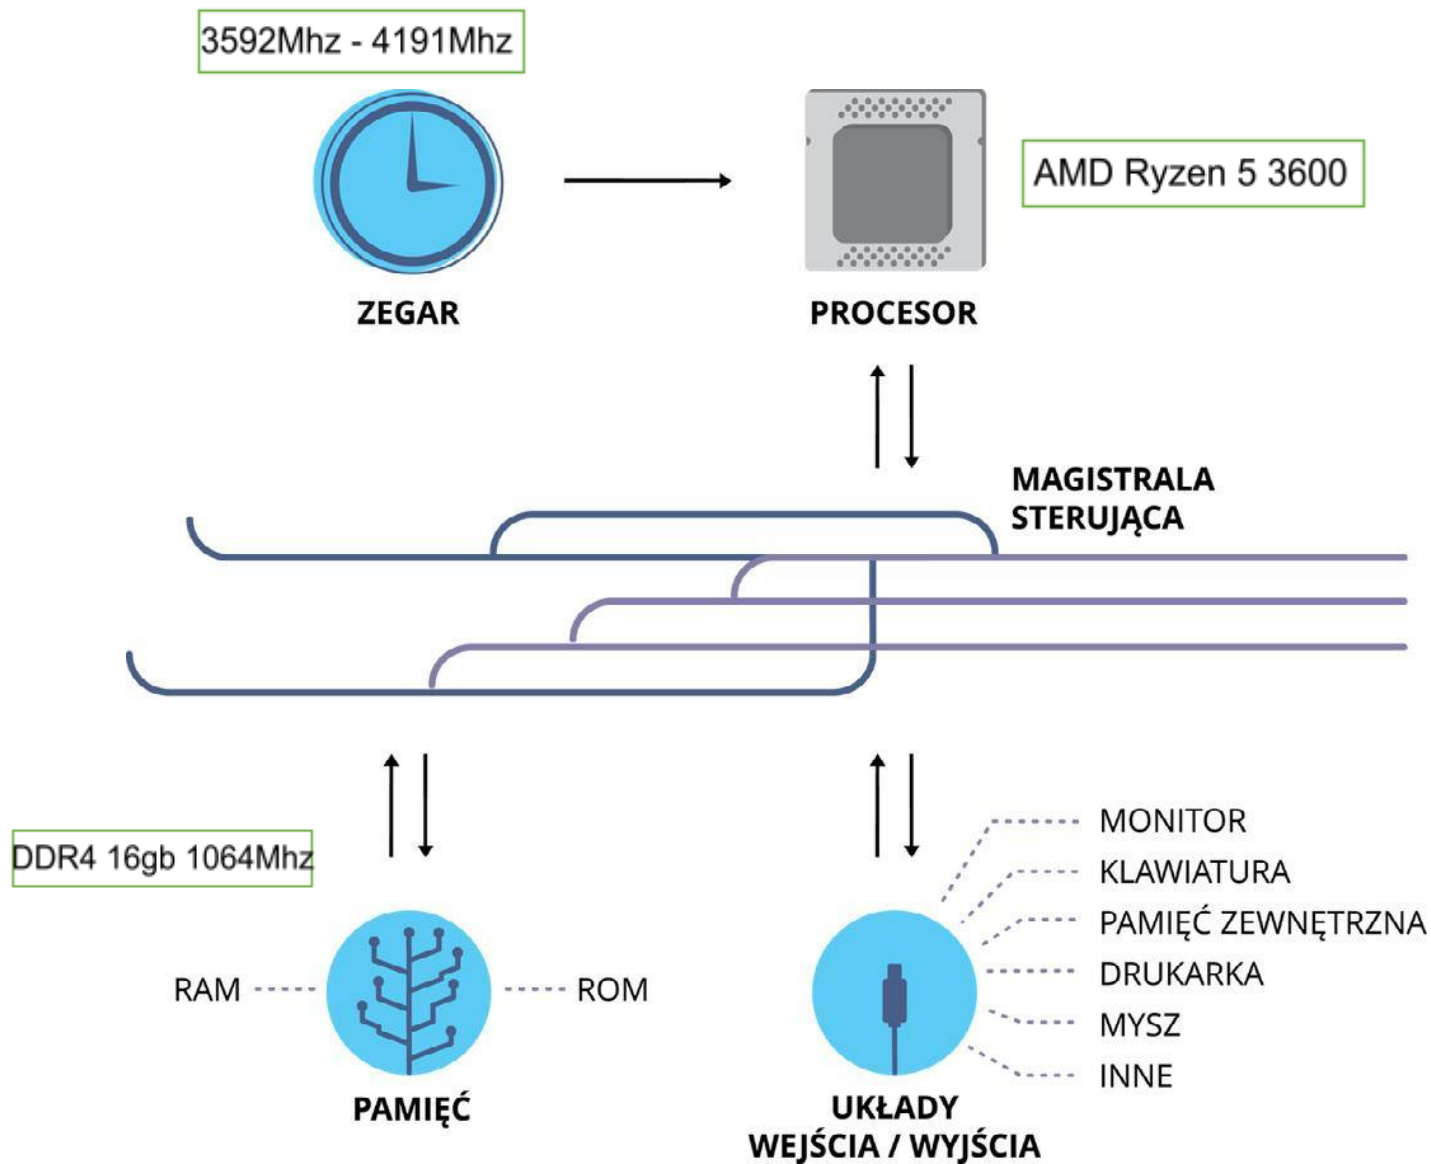 3592Mhz - 4191Mhz
AMD Ryzen 5 3600
ZEGAR
PROCESOR
MAGISTRALA
STERUJĄCA
DDR4 16gb 1064Mhz
RAM
ROM
PAMIĘĆ
MONITOR
KLAWIATURA
PAMIĘĆ ZEWNĘTRZNA
DRUKARKA
MYSZ
INNE
UKŁADY
WEJŚCIA / WYJŚCIA